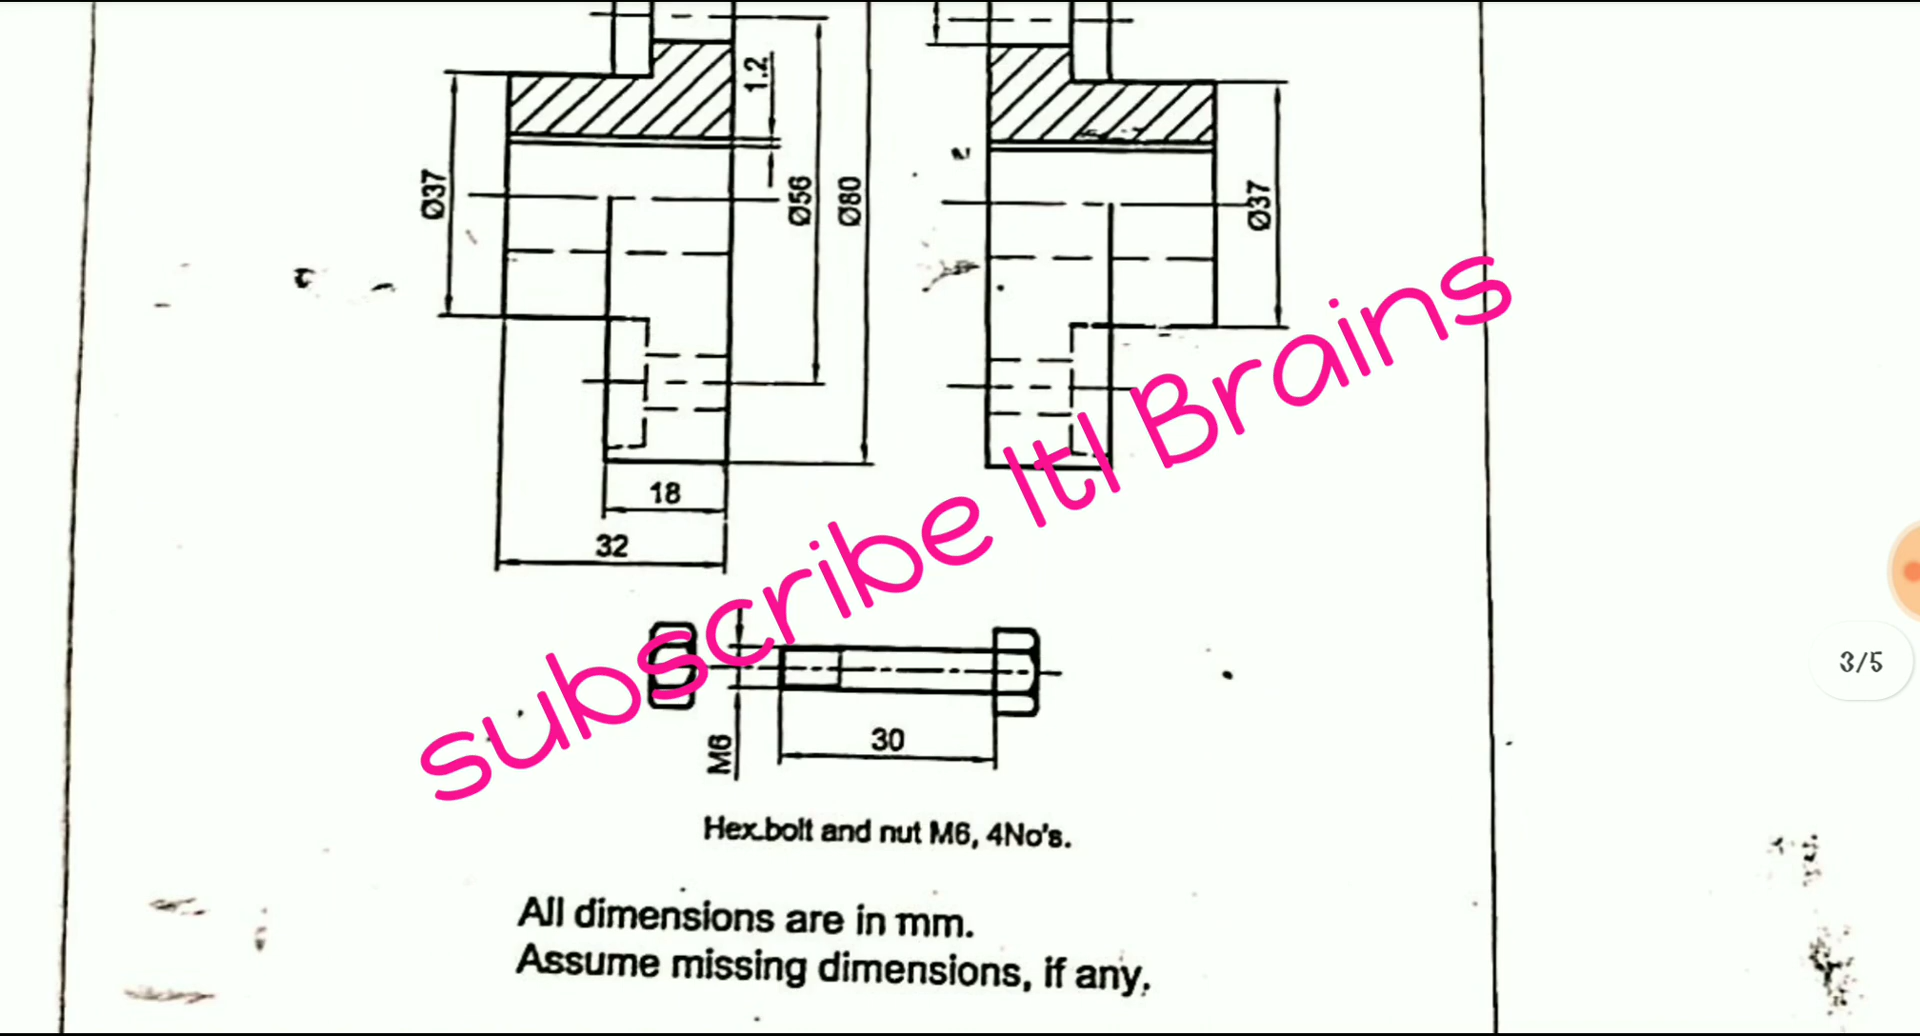 1.2
Ø37
Ø56
Ø80
Ø37
18
32
subscribe ItI Brains
M6
30
Hex.bolt and nut M6, 4No's.
All dimensions are in mm.
Assume missing dimensions, if any.
3/5